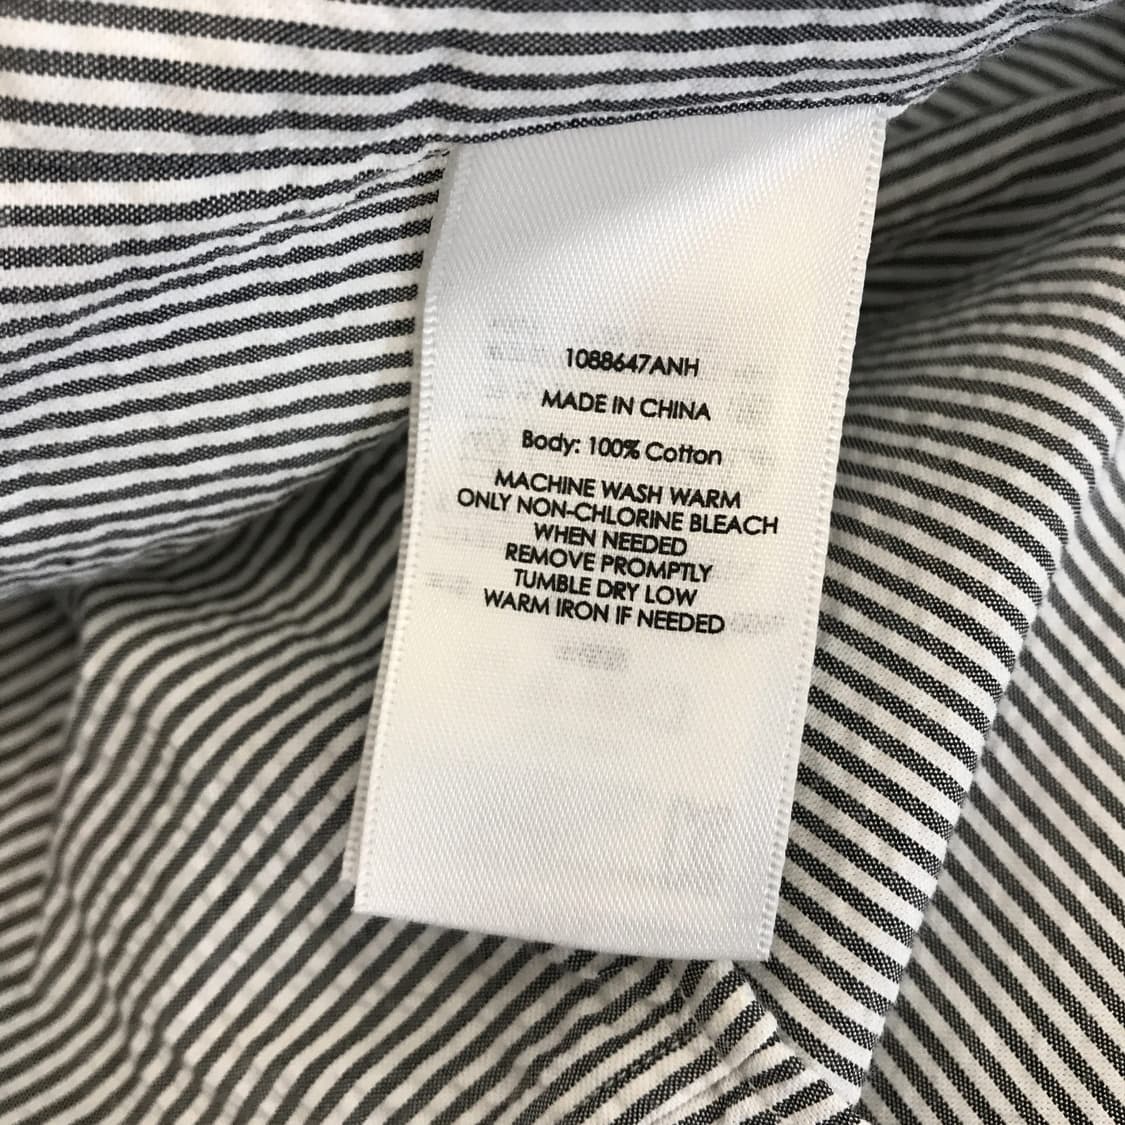 1088647ANH
MADE IN CHINA
Body: 100% Cotton
MACHINE WASH WARM
ONLY NON-CHLORINE BLEACH
WHEN NEEDED
REMOVE PROMPTLY
TUMBLE DRY LOW
WARM IRON IF NEEDED